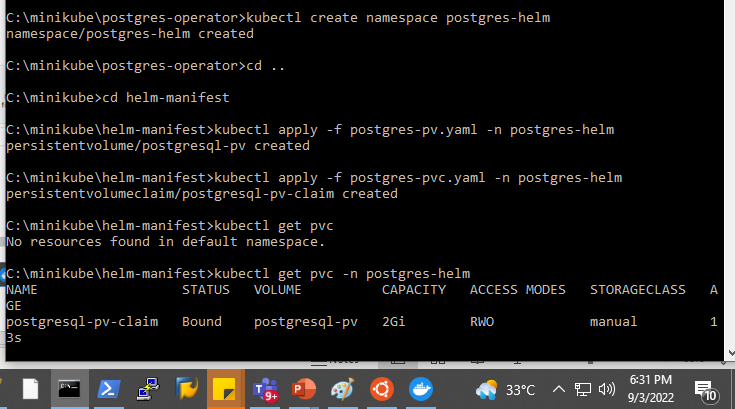 C:\minikube\postgres-operator>kubectl create namespace postgres-helm
namespace/postgres-helm created
C:\minikube\postgres-operator>cd ..
C:\minikube>cd helm-manifest
C:\minikube\helm-manifest>kubectl apply -f postgres-pv.yaml -n postgres-helm
persistentvolume/postgresql-pv created
C:\minikube\helm-manifest>kubectl apply -f postgres-pvc.yaml -n postgres-helm
persistentvolumeclaim/postgresql-pv-claim created
C:\minikube\helm-manifest>kubectl get pvc
No resources found in default namespace.
C:\minikube\helm-manifest>kubectl get pvc -n postgres-helm
NAME STATUS VOLUME CAPACITY ACCESS MODES STORAGECLASS A
GE
postgresql-pv-claim Bound postgresql-pv 2Gi RWO manual 1
3s
9+
33°C
6:31 PM
9/3/2022
10